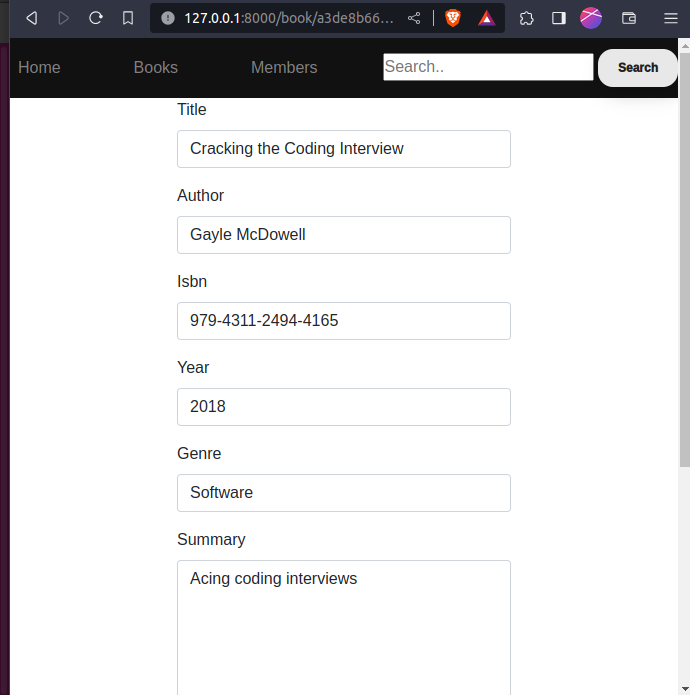 127.0.0.1:8000/book/a3de8b66...
Home Books Members Search.. Search
Title
Cracking the Coding Interview
Author
Gayle McDowell
Isbn
979-4311-2494-4165
Year
2018
Genre
Software
Summary
Acing coding interviews